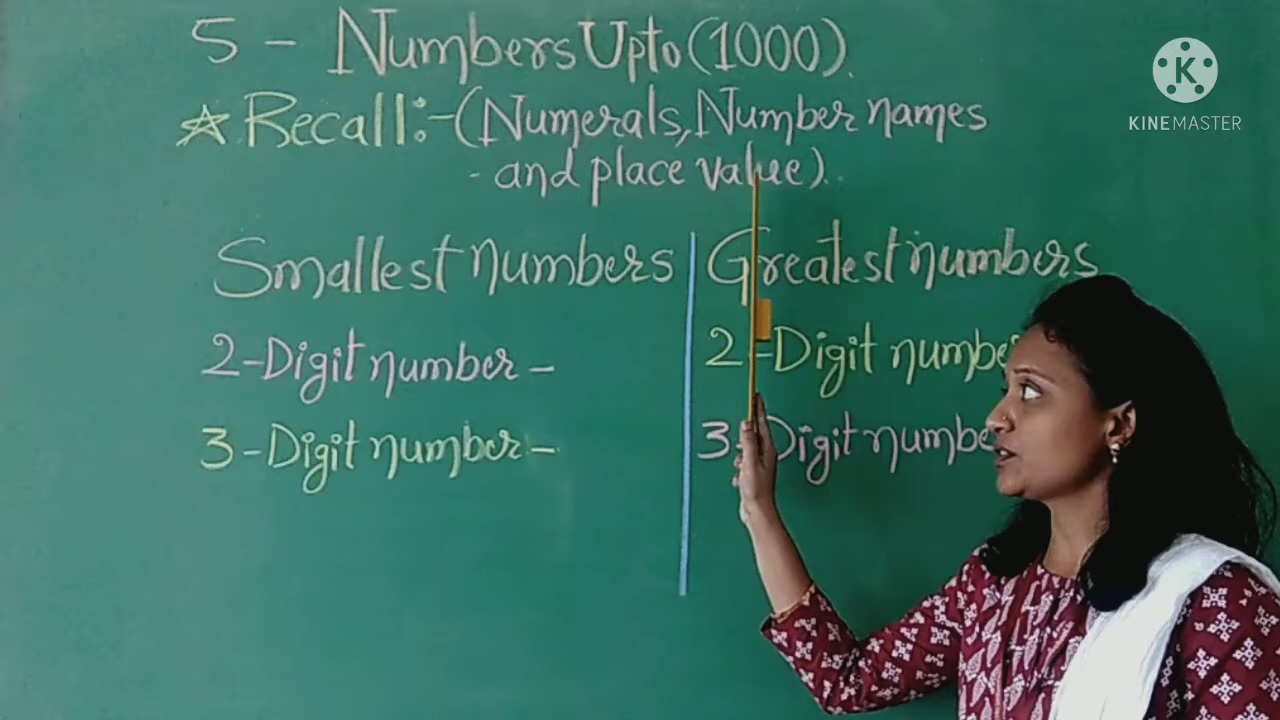 5 - Numbers Upto (1000).
☆ Recall:-(Numerals, Number names
- and place value).
Smallest numbers
2-Digit number -
3-Digit number -
Greatest numbers
2-Digit number
3-Digit numbe
K
KINEMASTER